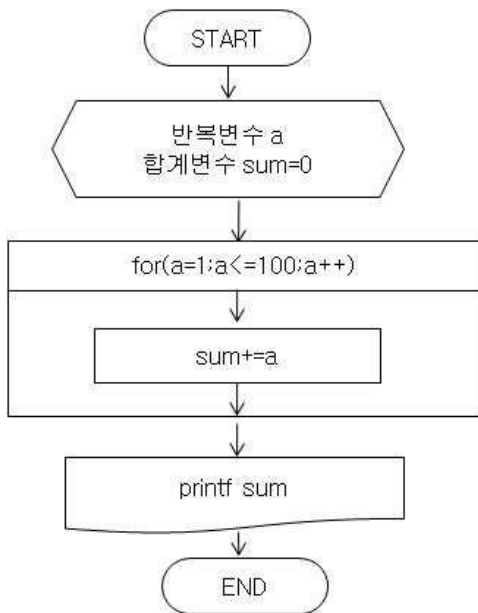 START
반복변수 a
합계변수 sum=0
for(a=1;a<=100;a++)
sum+=a
printf sum
END